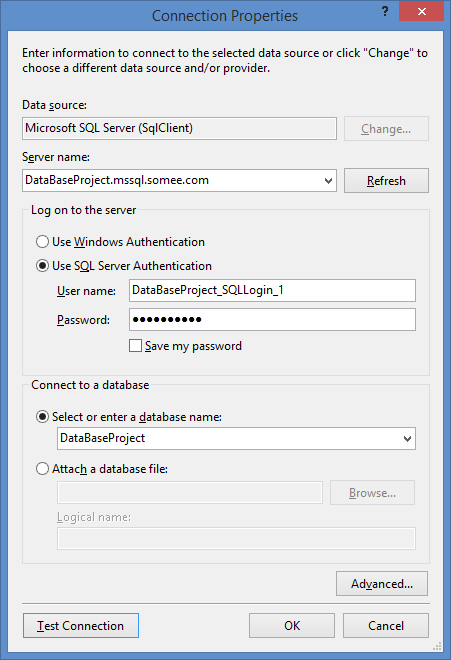 Connection Properties
?
Enter information to connect to the selected data source or click "Change" to
choose a different data source and/or provider.
Data source:
Microsoft SQL Server (SqlClient)
Change...
Server name:
DataBaseProject.mssql.somee.com
Refresh
Log on to the server
Use Windows Authentication
Use SQL Server Authentication
User name:
DataBaseProject_SQLLogin_1
Password:
●●●●●●●●●●
Save my password
Connect to a database
Select or enter a database name:
DataBaseProject
Attach a database file:
Browse...
Logical name:
Advanced...
Test Connection
OK
Cancel